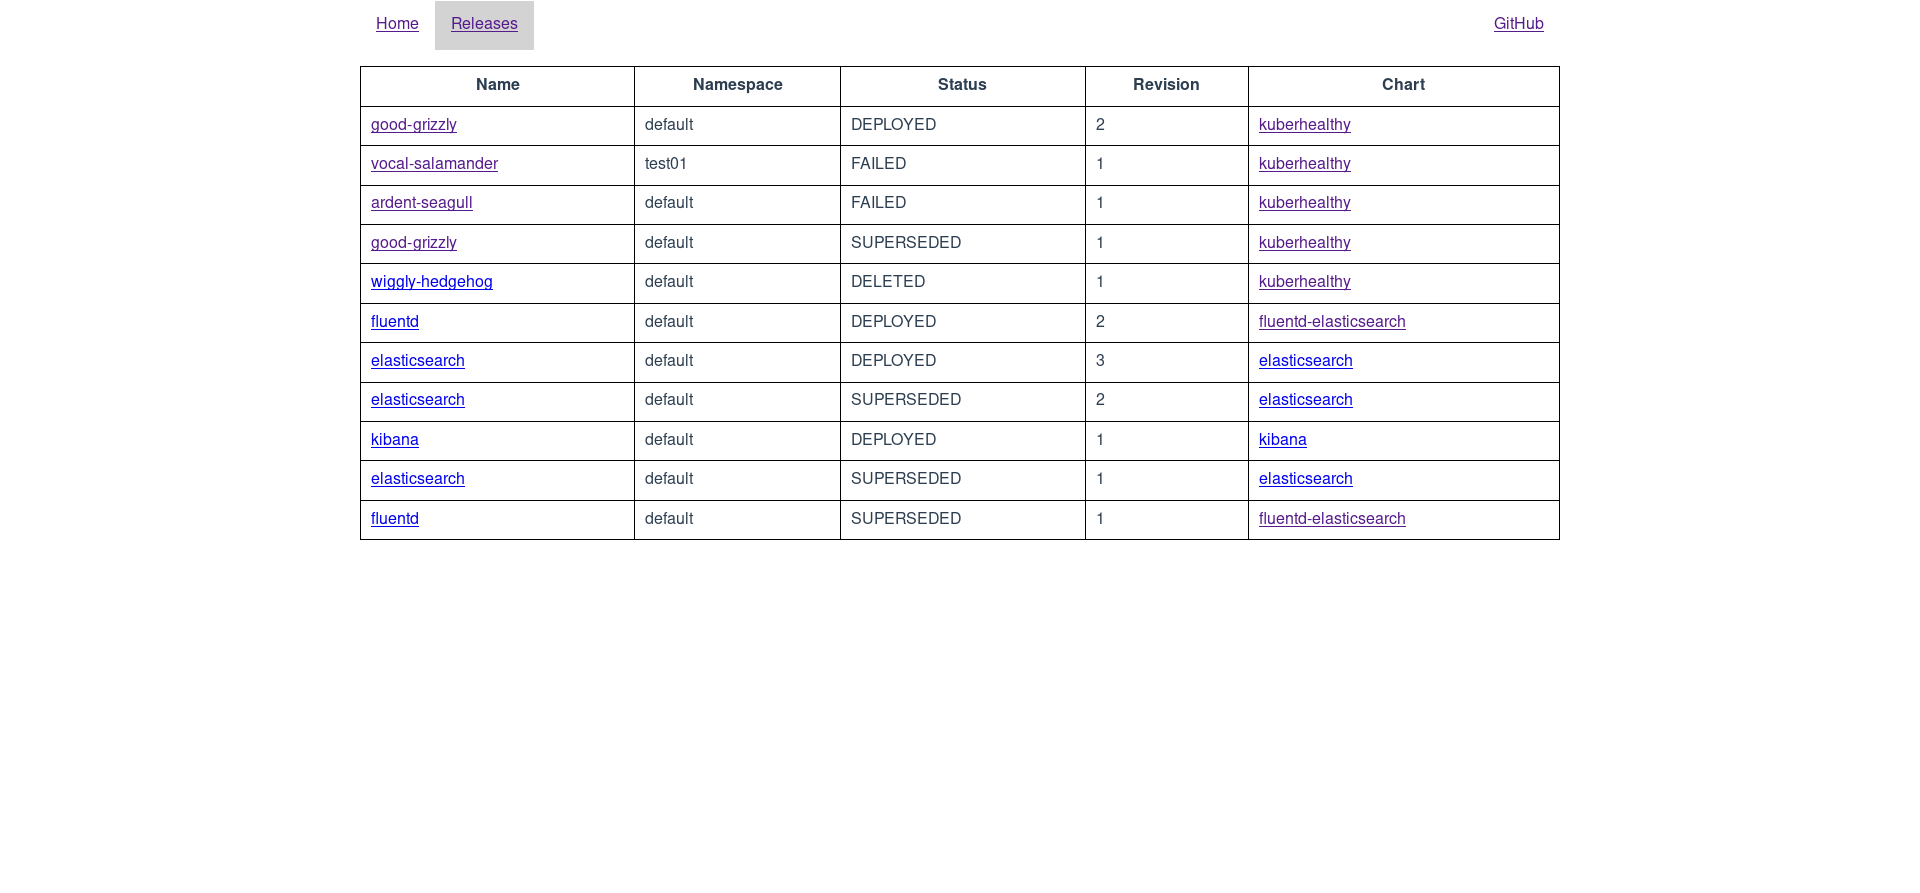 Home Releases GitHub
Name Namespace Status Revision Chart
good-grizzly default DEPLOYED 2 kuberhealthy
vocal-salamander test01 FAILED 1 kuberhealthy
ardent-seagull default FAILED 1 kuberhealthy
good-grizzly default SUPERSEDED 1 kuberhealthy
wiggly-hedgehog default DELETED 1 kuberhealthy
fluentd default DEPLOYED 2 fluentd-elasticsearch
elasticsearch default DEPLOYED 3 elasticsearch
elasticsearch default SUPERSEDED 2 elasticsearch
kibana default DEPLOYED 1 kibana
elasticsearch default SUPERSEDED 1 elasticsearch
fluentd default SUPERSEDED 1 fluentd-elasticsearch